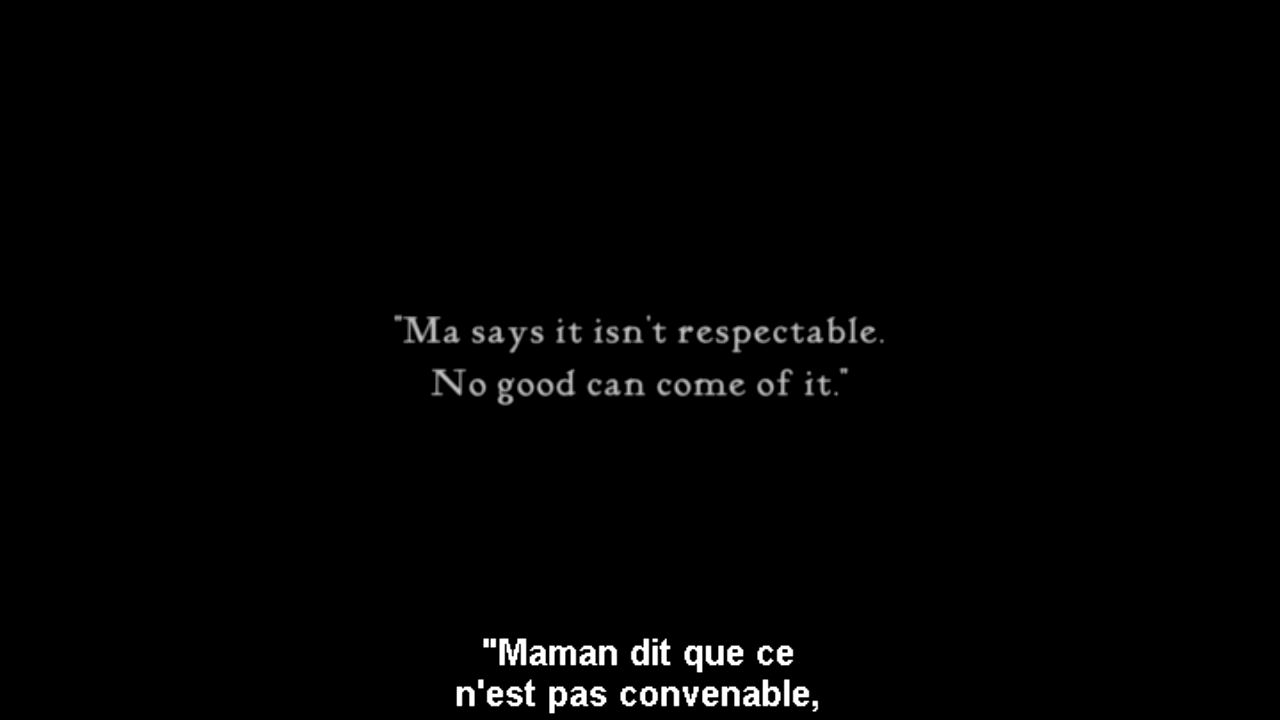 "Ma says it isn't respectable.
No good can come of it."
"Maman dit que ce
n'est pas convenable,